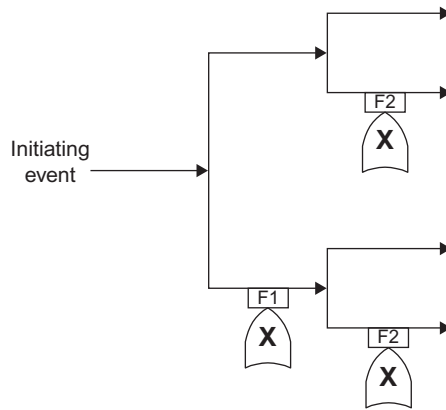 F2
X
Initiating
event
F1
X
F2
X